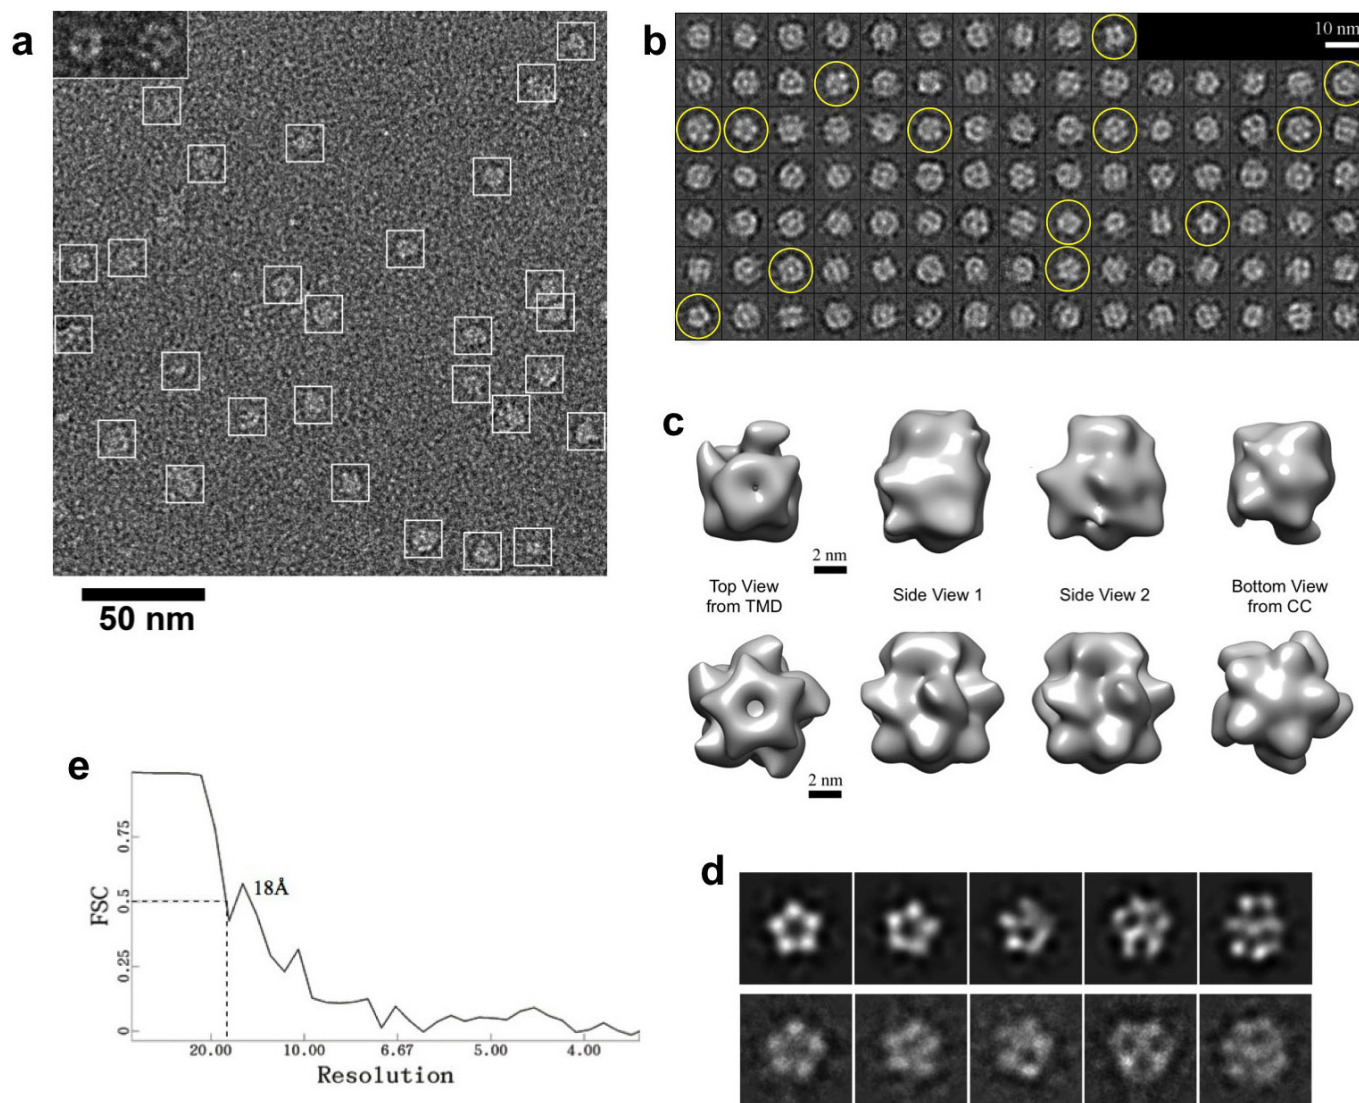 a
50 nm
b
10 nm
c
2 nm
Top View
from TMD
Side View 1
Side View 2
Bottom View
from CC
2 nm
d
e
FSC
0.75
0.5
0.25
0
18Å
20.00
10.00
6.67
5.00
4.00
Resolution